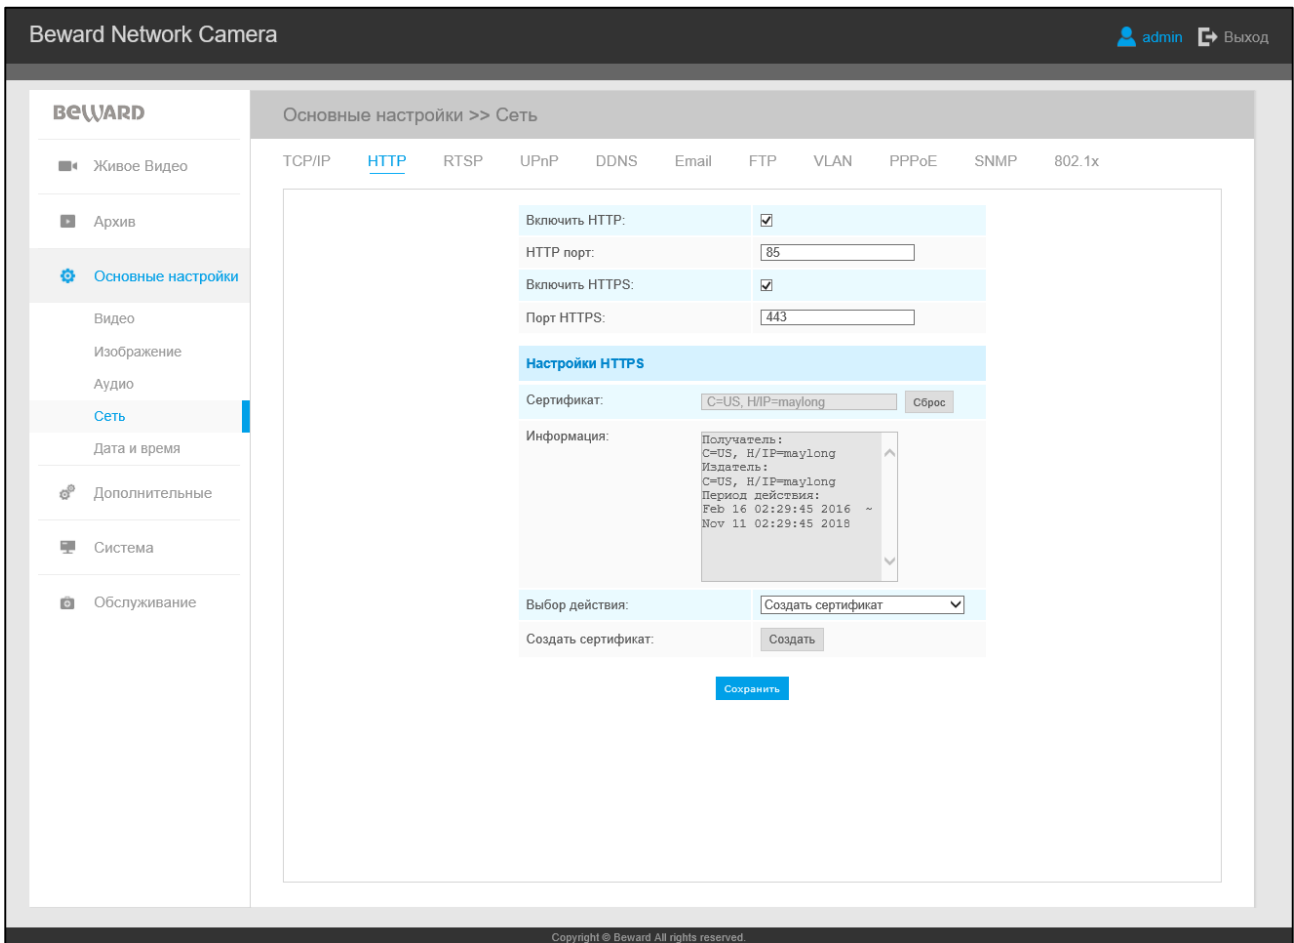 Beward Network Camera
admin Выход
BEWARD
Основные настройки >> Сеть
Живое Видео
Архив
Основные настройки
Видео
Изображение
Аудио
Сеть
Дата и время
Дополнительные
Система
Обслуживание
TCP/IP HTTP RTSP UPnP DDNS Email FTP VLAN PPPoE SNMP 802.1x
Включить HTTP:
HTTP порт: 85
Включить HTTPS:
Порт HTTPS: 443
Настройки HTTPS
Сертификат: C=US, H/IP=maylong Сброс
Информация:
Получатель:
C=US, H/IP=maylong
Издатель:
C=US, H/IP=maylong
Период действия:
Feb 16 02:29:45 2016 ~
Nov 11 02:29:45 2018
Выбор действия: Создать сертификат
Создать сертификат: Создать
Сохранить
Copyright © Beward All rights reserved.